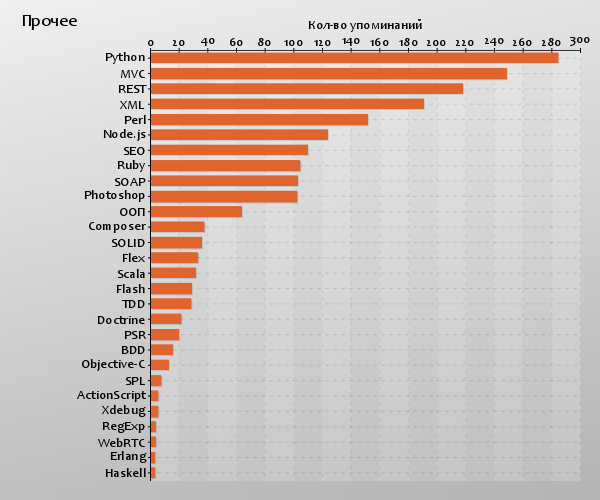 Прочее
Кол-во упоминаний
0 20 40 60 80 100 120 140 160 180 200 220 240 260 280 300
Python
MVC
REST
XML
Perl
Node.js
SEO
Ruby
SOAP
Photoshop
ООП
Composer
SOLID
Flex
Scala
Flash
TDD
Doctrine
PSR
BDD
Objective-C
SPL
ActionScript
Xdebug
RegExp
WebRTC
Erlang
Haskell